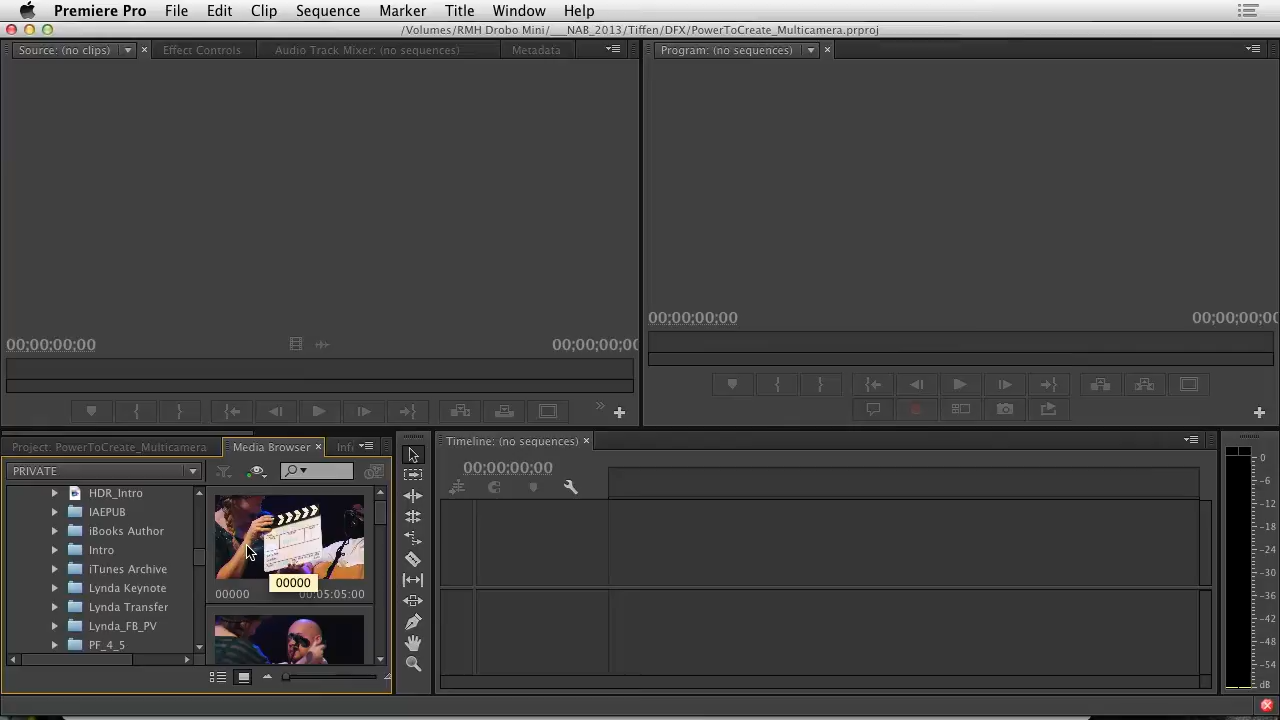 Premiere Pro File Edit Clip Sequence Marker Title Window Help
/Volumes/RMH Drobo Mini/___NAB_2013/Tiffen/DFX/PowerToCreate_Multicamera.prproj
Source: (no clips) Effect Controls Audio Track Mixer: (no sequences) Metadata
Program: (no sequences)
00;00;00;00
00;00;00;0
00;00;00;00
00;00;00;0
Project: PowerToCreate_Multicamera Media Browser Inf
PRIVATE
HDR_Intro
IAEPUB
iBooks Author
Intro
iTunes Archive
Lynda Keynote
Lynda Transfer
Lynda_FB_PV
PF_4_5
00000
00000 00:05:05:00
Timeline: (no sequences)
00;00;00;00
0
-6
-12
-18
-24
-30
-36
-42
-48
-54
dB